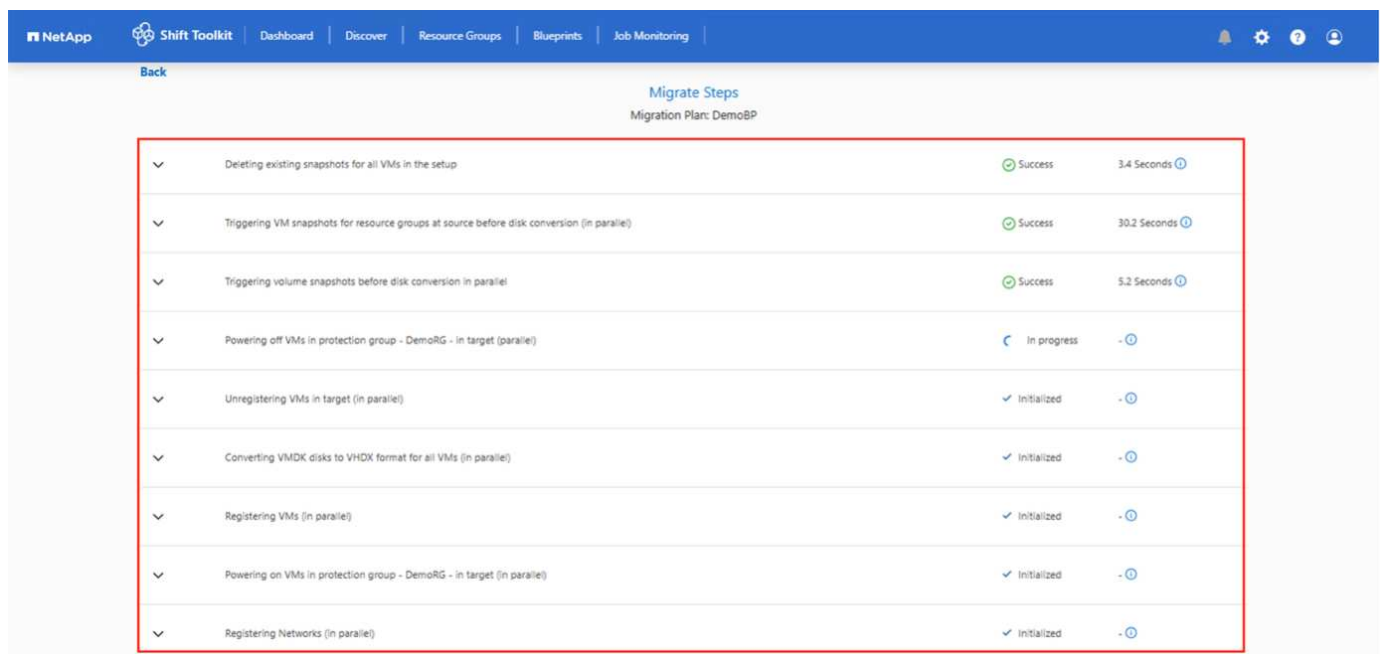 NetApp Shift Toolkit Dashboard Discover Resource Groups Blueprints Job Monitoring
Back
Migrate Steps
Migration Plan: DemoBP
Deleting existing snapshots for all VMs in the setup Success 3.4 Seconds
Triggering VM snapshots for resource groups at source before disk conversion (in parallel) Success 30.2 Seconds
Triggering volume snapshots before disk conversion in parallel Success 5.2 Seconds
Powering off VMs in protection group - DemoRG - in target (parallel) In progress -
Unregistering VMs in target (in parallel) Initialized -
Converting VMDK disks to VHDX format for all VMs (in parallel) Initialized -
Registering VMs (in parallel) Initialized -
Powering on VMs in protection group - DemoRG - in target (in parallel) Initialized -
Registering Networks (in parallel) Initialized -